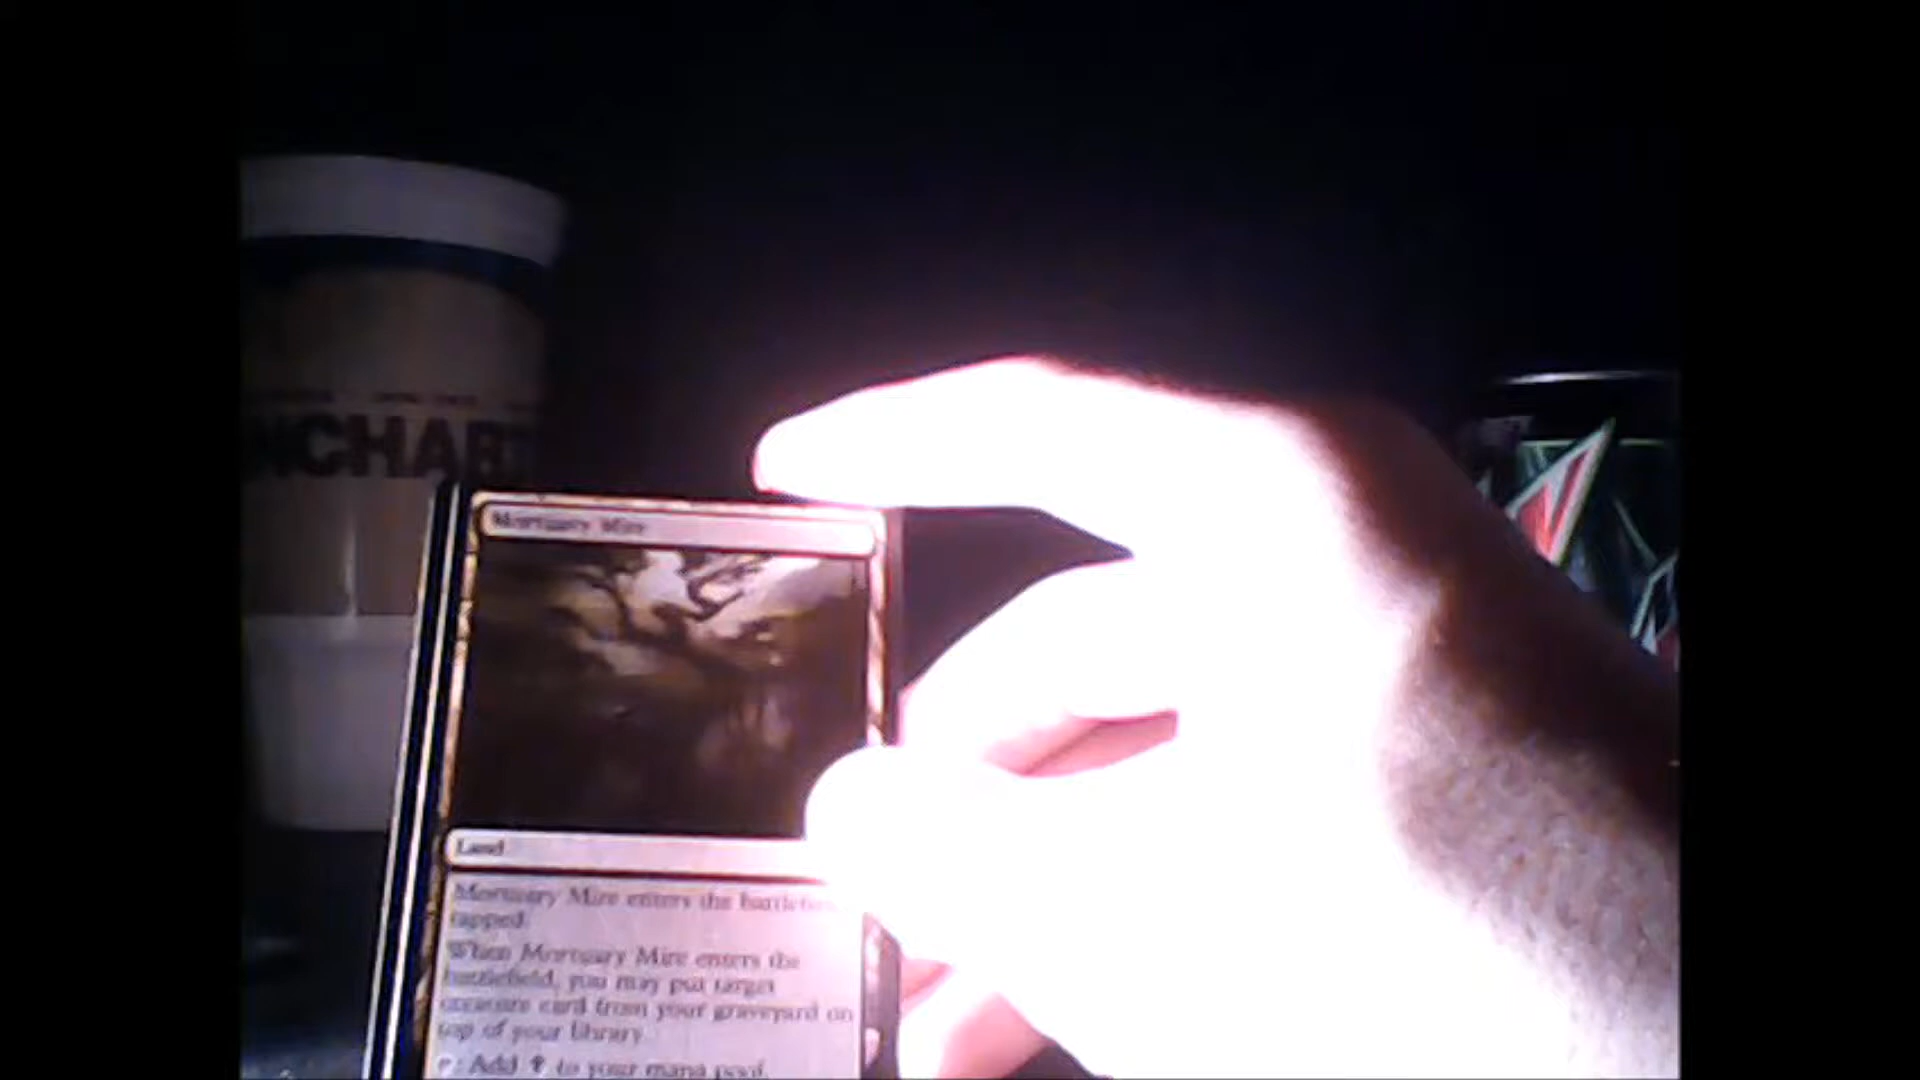 NCHART
Mortuary Mire
Land
Mortuary Mire enters the battlefield
tapped.
When Mortuary Mire enters the
battlefield, you may put target
creature card from your graveyard on
top of your library.
: Add to your mana pool.